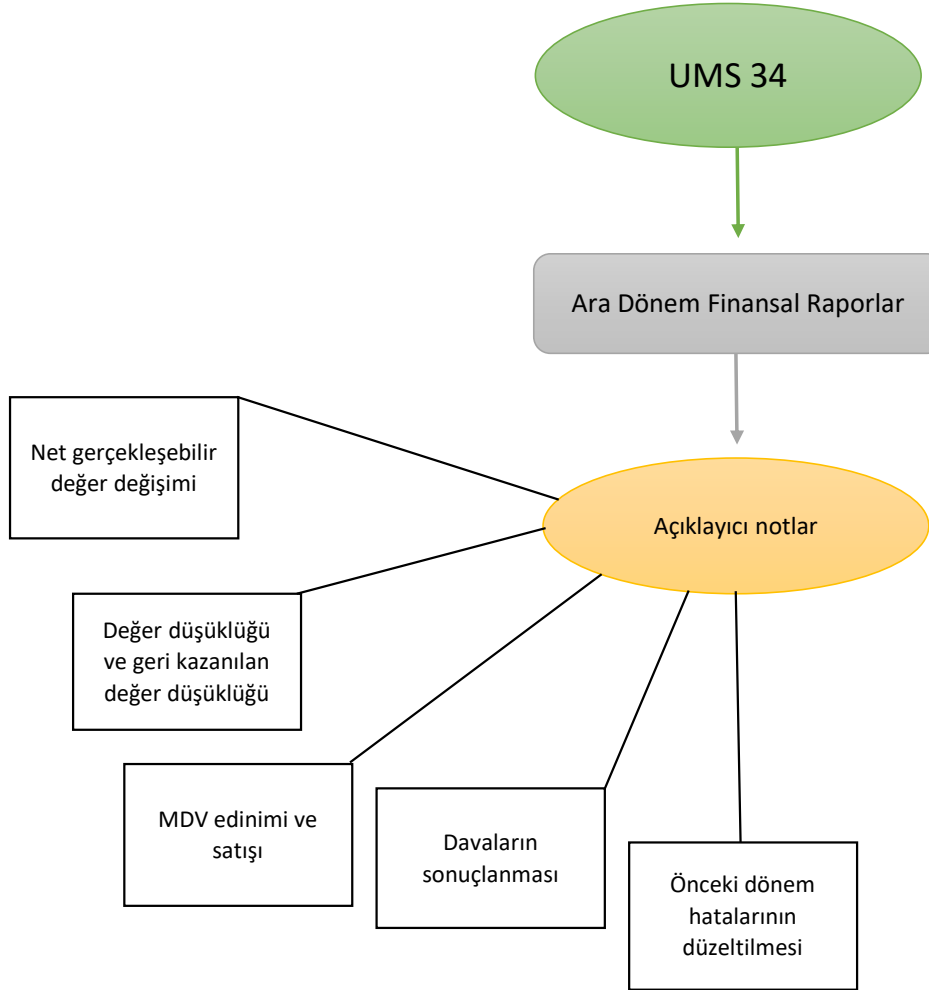 UMS 34
Ara Dönem Finansal Raporlar
Net gerçekleşebilir
değer değişimi
Açıklayıcı notlar
Değer düşüklüğü
ve geri kazanılan
değer düşüklüğü
MDV edinimi ve
satışı
Davaların
sonuçlanması
Önceki dönem
hatalarının
düzeltilmesi